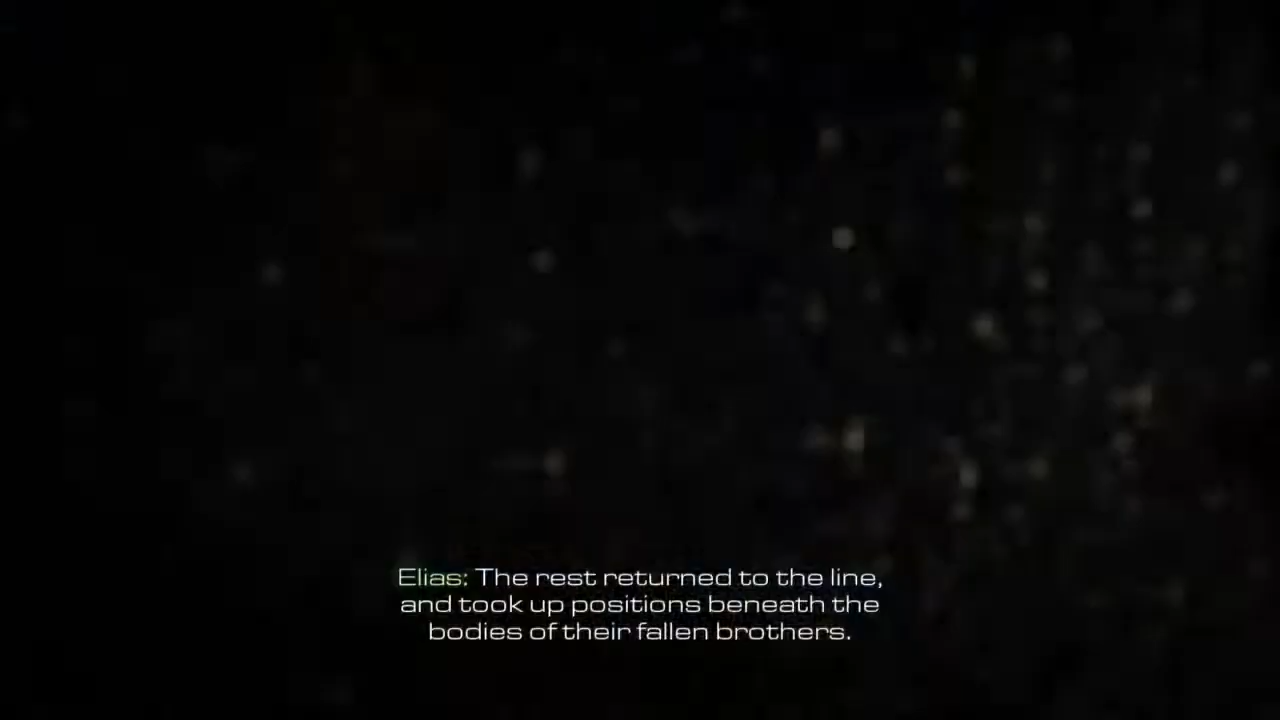 Elias: The rest returned to the line,
and took up positions beneath the
bodies of their fallen brothers.